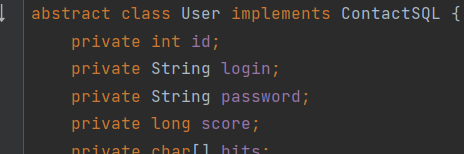 abstract class User implements ContactSQL {
private int id;
private String login;
private String password;
private long score;
private char[] bits;